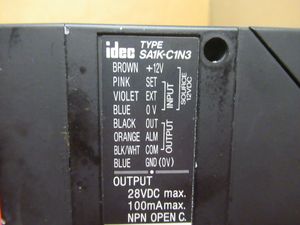 idec TYPE SA1K-C1N3
BROWN +12V
PINK SET
VIOLET EXT
BLUE 0V
INPUT
SOURCE 12VDC
BLACK OUT
ORANGE ALM
BLK/WHT COM
OUTPUT
BLUE GND(0V)
OUTPUT
28VDC max.
100mA max.
NPN OPEN C.